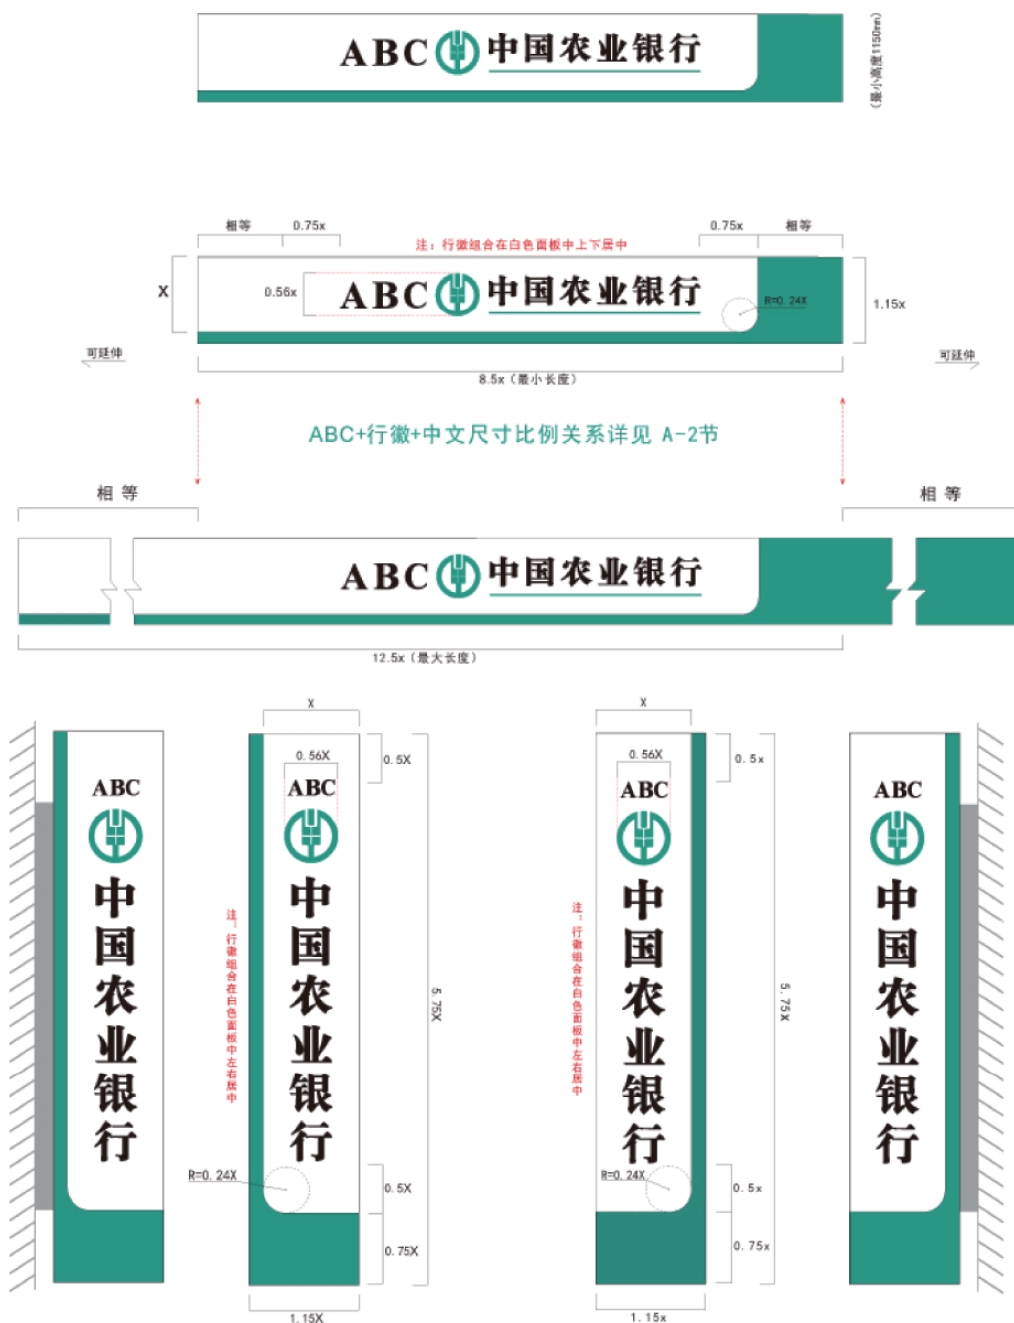 ABC 中国农业银行
(最小高度1150mm)
相等
0.75x
0.75x
相等
注：行徽组合在白色面板中上下居中
X
0.56x
ABC 中国农业银行
R=0.24X
1.15x
可延伸
可延伸
8.5x（最小长度）
ABC+行徽+中文尺寸比例关系详见 A-2节
相等
相等
ABC 中国农业银行
12.5x（最大长度）
ABC
中国农业银行
X
0.56X
0.5X
ABC
中国农业银行
注：行徽组合在白色面板中左右居中
5.75X
R=0.24X
0.5X
0.75X
1.15X
X
0.56X
0.5x
ABC
中国农业银行
注：行徽组合在白色面板中左右居中
5.75X
R=0.24X
0.5x
0.75x
1.15x
ABC
中国农业银行